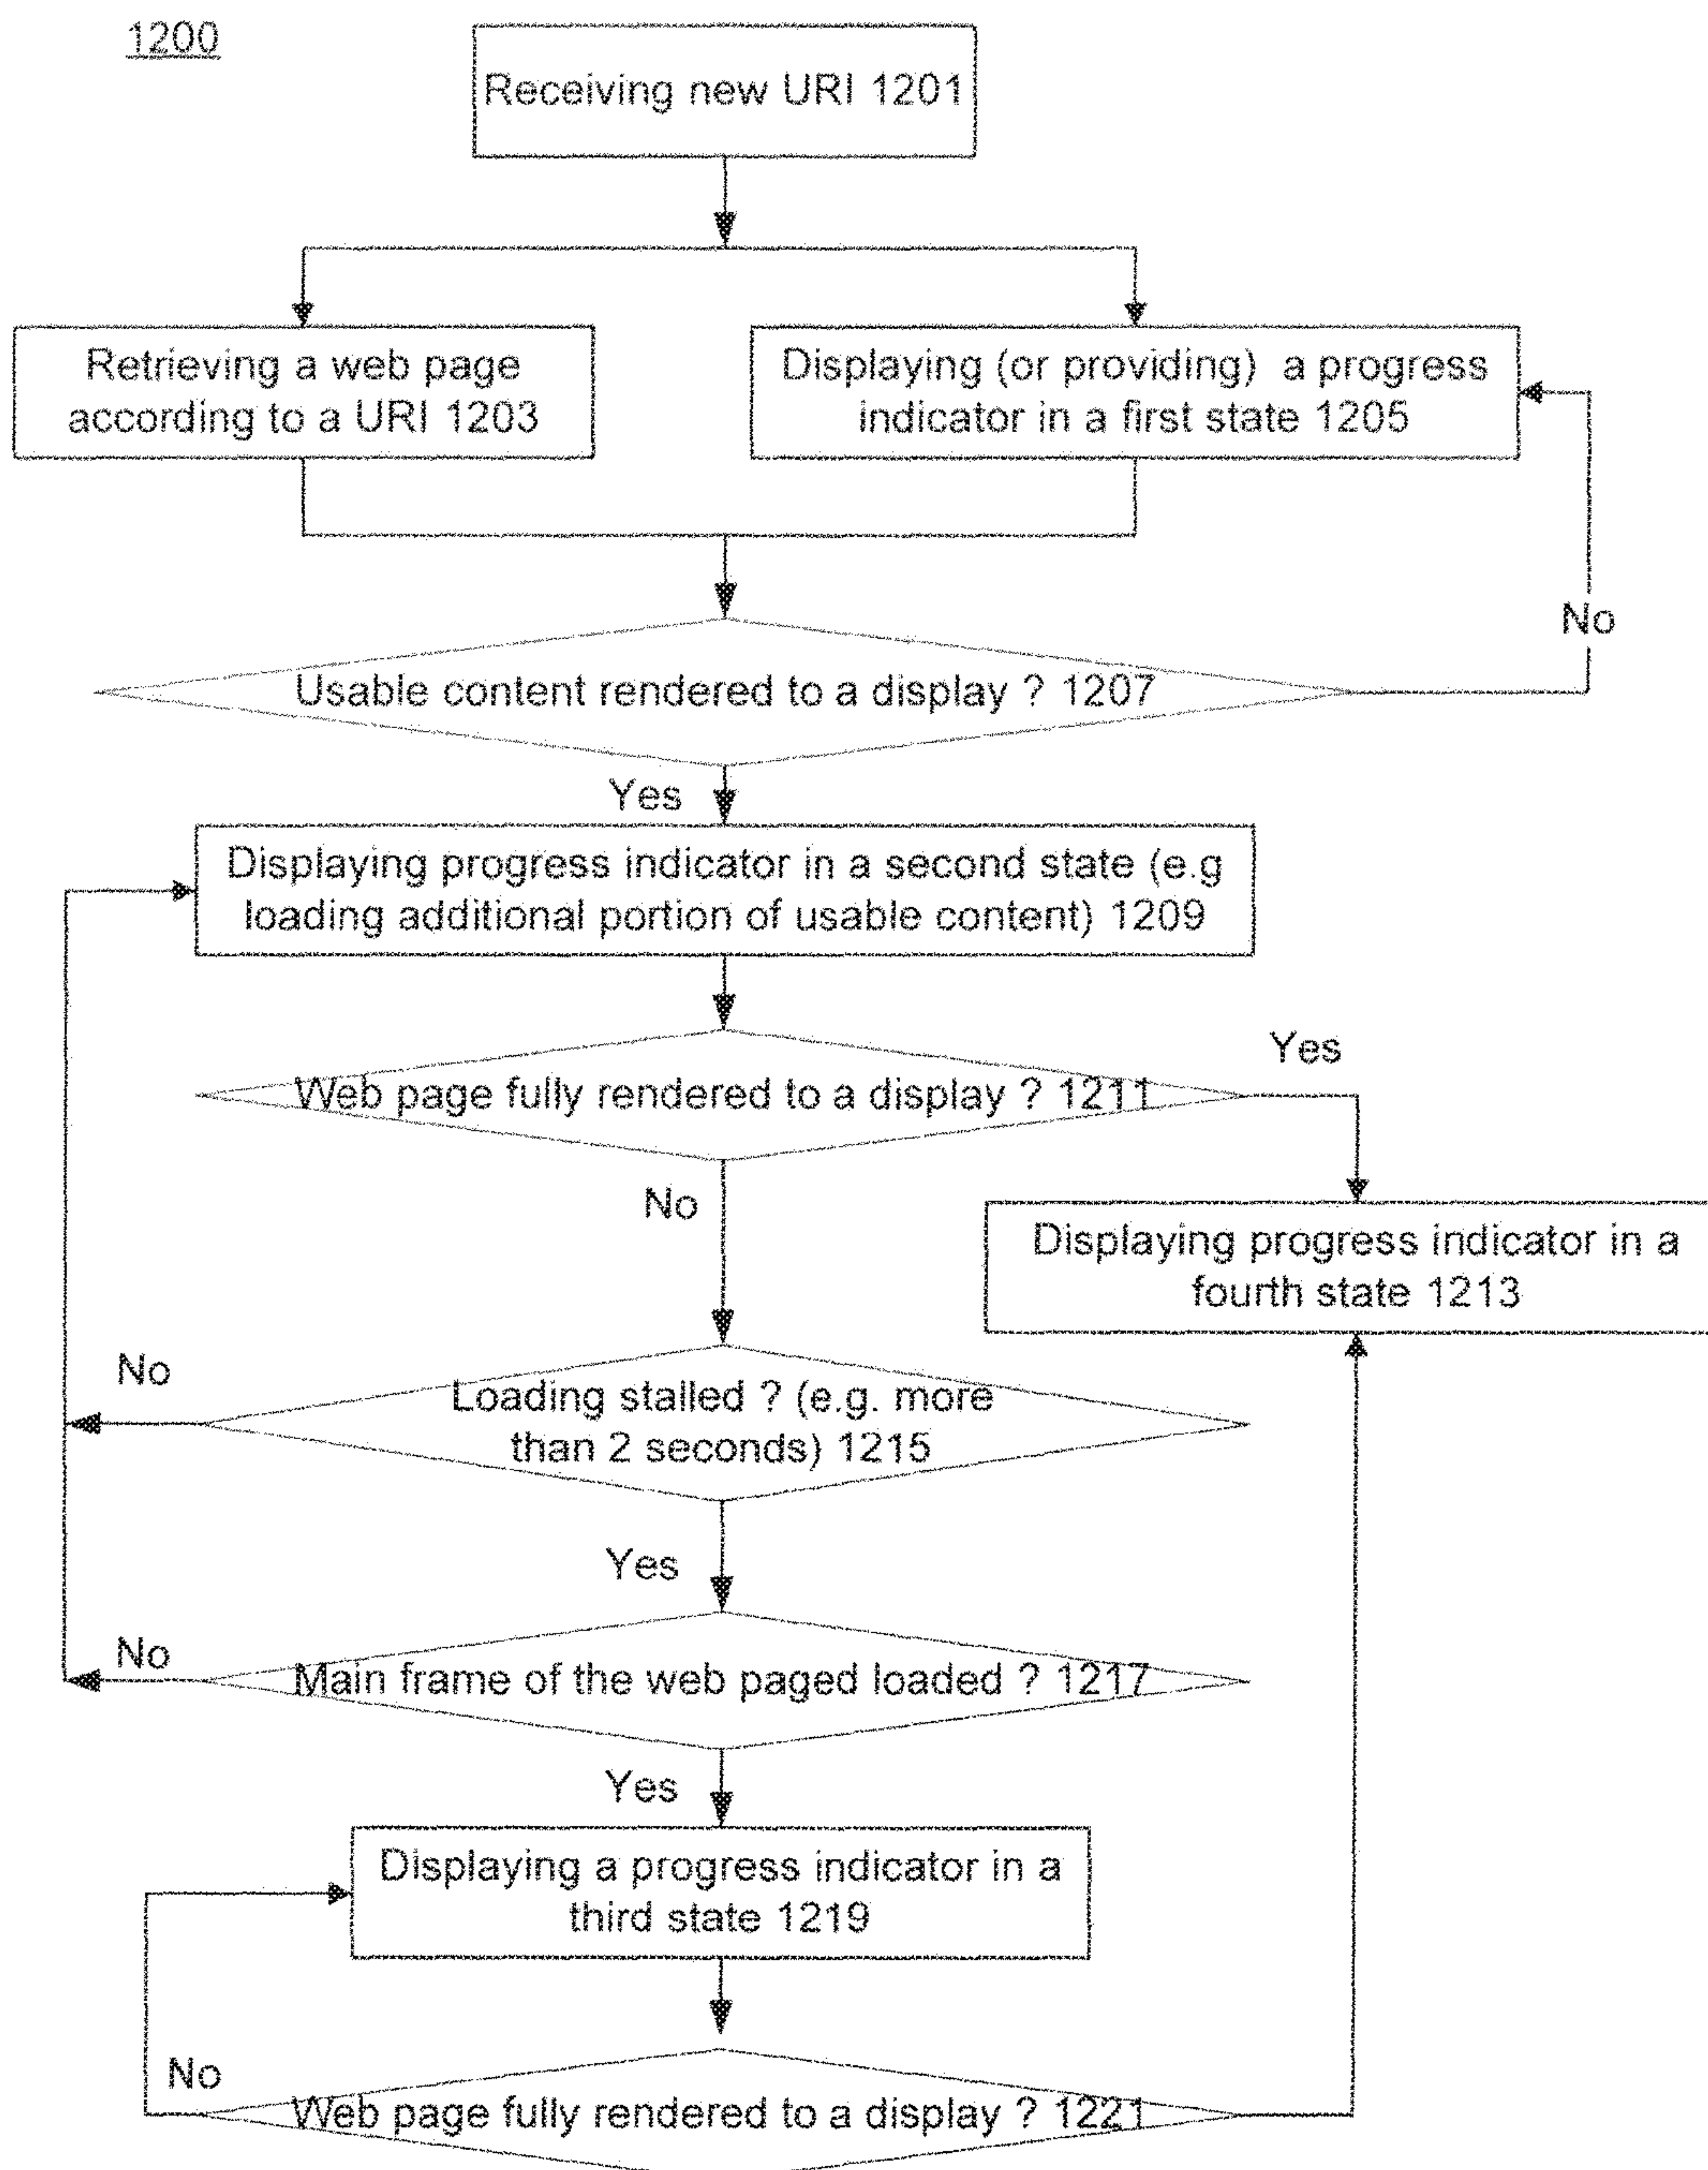 1200
Receiving new URI 1201
Retrieving a web page
according to a URI 1203
Displaying (or providing) a progress
indicator in a first state 1205
No
Usable content rendered to a display ? 1207
Yes
Displaying progress indicator in a second state (e.g
loading additional portion of usable content) 1209
Web page fully rendered to a display ? 1211
Yes
No
Displaying progress indicator in a
fourth state 1213
No
Loading stalled ? (e.g. more
than 2 seconds) 1215
Yes
No
Main frame of the web paged loaded ? 1217
Yes
Displaying a progress indicator in a
third state 1219
No
Web page fully rendered to a display ? 1221